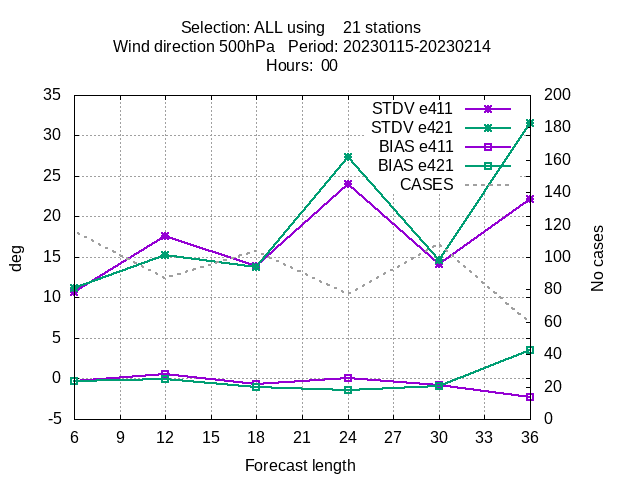 Selection: ALL using    21 stations
Wind direction 500hPa   Period: 20230115-20230214
Hours:  00
STDV e411
STDV e421
BIAS e411
BIAS e421
CASES
35
30
25
20
15
10
5
0
-5
deg
200
180
160
140
120
100
80
60
40
20
0
No cases
6 9 12 15 18 21 24 27 30 33 36
Forecast length